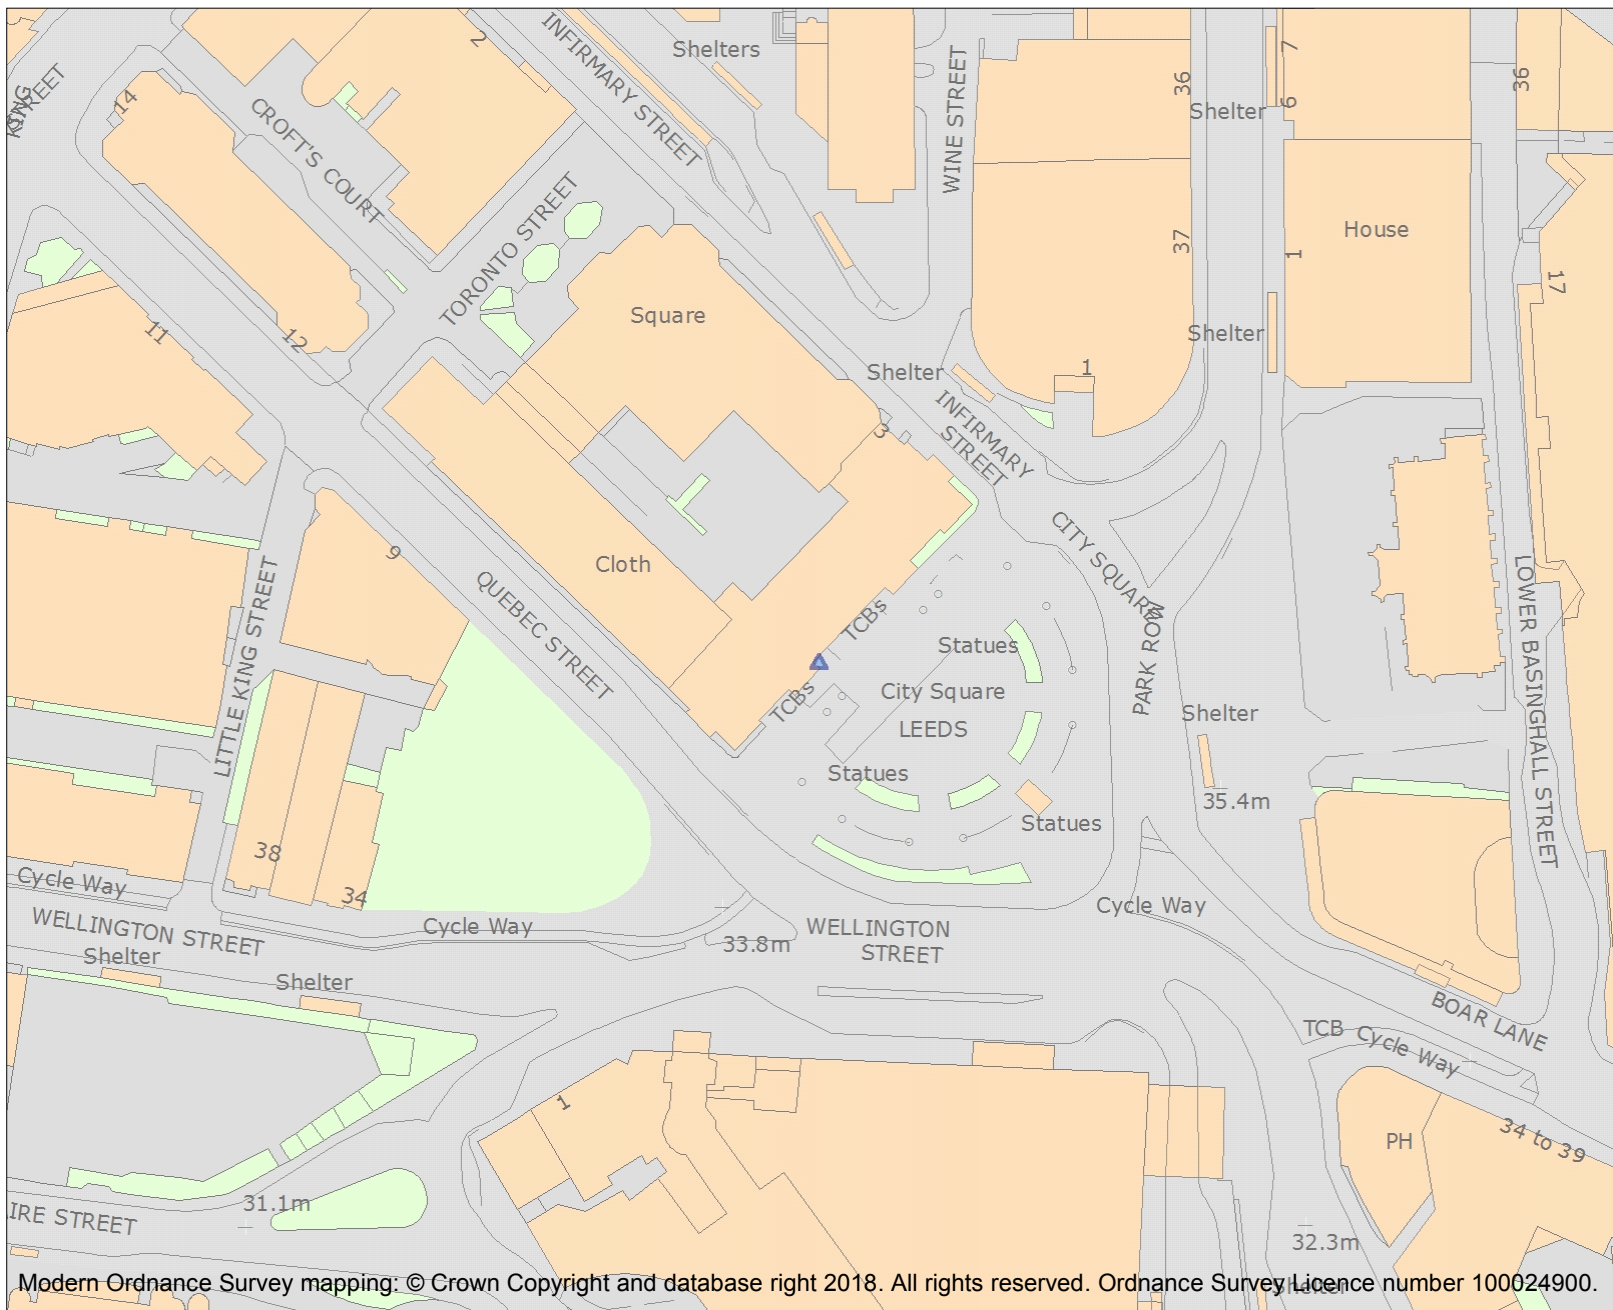 2
INFIRMARY STREET
Shelters
WINE STREET
36
7
6
36
KING
STREET
14
CROFT'S COURT
Shelter
TORONTO STREET
37
1
House
17
11
12
Square
Shelter
Shelter
1
INFIRMARY
STREET
3
CITY SQUARE
9
Cloth
QUEBEC STREET
LITTLE KING STREET
TCBs
TCBs
Statues
City Square
LEEDS
Statues
Statues
PARK ROW
Shelter
35.4m
LOWER BASINGHALL STREET
38
34
Cycle Way
Cycle Way
Cycle Way
WELLINGTON STREET
33.8m
WELLINGTON
STREET
Shelter
Shelter
BOAR LANE
TCB
Cycle Way
1
PH
34 to 39
31.1m
IRE STREET
32.3m
Shelter
Modern Ordnance Survey mapping: © Crown Copyright and database right 2018. All rights reserved. Ordnance Survey Licence number 100024900.